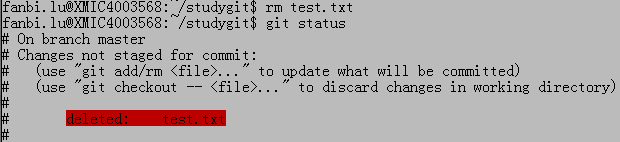 fanbi.lu@XMIC4003568:~/studygit$ rm test.txt
fanbi.lu@XMIC4003568:~/studygit$ git status
# On branch master
# Changes not staged for commit:
#   (use "git add/rm <file>..." to update what will be committed)
#   (use "git checkout -- <file>..." to discard changes in working directory)
#
#       deleted:    test.txt
#